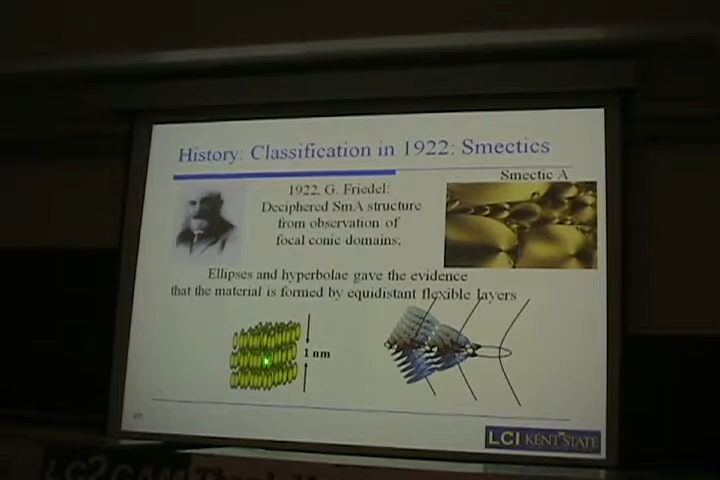 History: Classification in 1922: Smectics
Smectic A
1922, G. Friedel:
Deciphered SmA structure
from observation of
focal conic domains;
Ellipses and hyperbolae gave the evidence
that the material is formed by equidistant flexible layers
1 nm
LCI KENT STATE